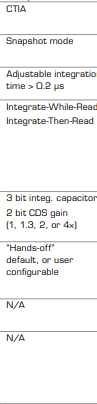 CTIA
Snapshot mode
Adjustable integratio
time > 0.2 µs
Integrate-While-Read
Integrate-Then-Read
3 bit integ. capacitor
2 bit CDS gain
(1, 1.3, 2, or 4x)
"Hands-off"
default, or user
configurable
N/A
N/A